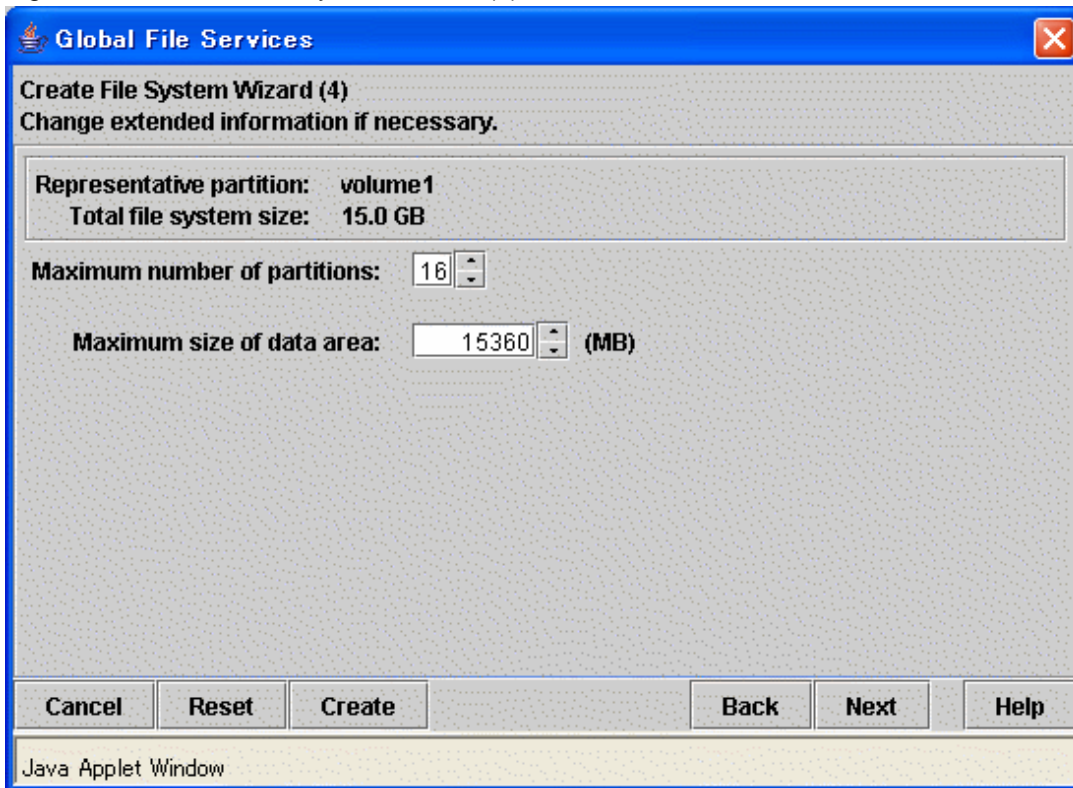 Global File Services
Create File System Wizard (4)
Change extended information if necessary.
Representative partition: volume1
Total file system size: 15.0 GB
Maximum number of partitions: 16
Maximum size of data area: 15360 (MB)
Cancel Reset Create Back Next Help
Java Applet Window